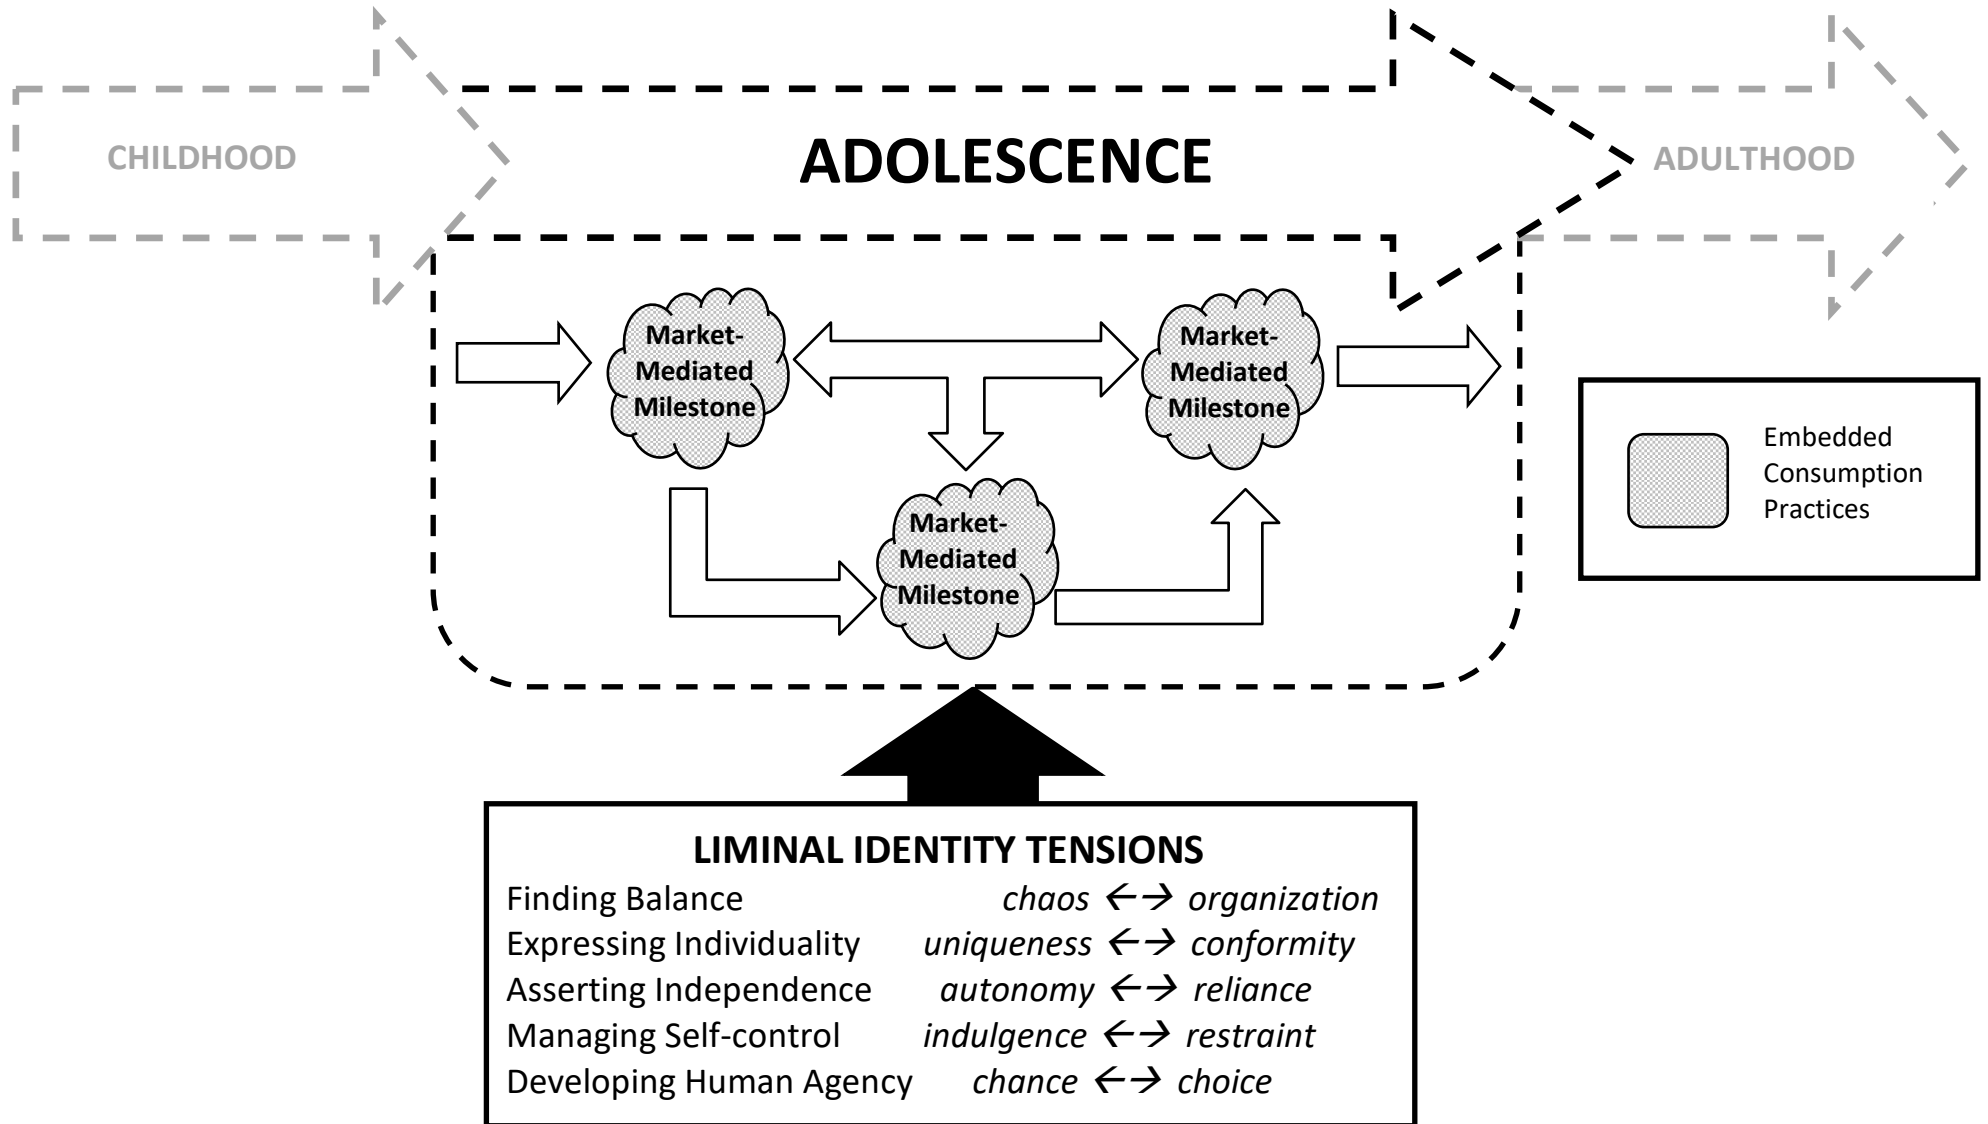 CHILDHOOD
ADOLESCENCE
ADULTHOOD
Market-
Mediated
Milestone
Market-
Mediated
Milestone
Market-
Mediated
Milestone
Embedded
Consumption
Practices
LIMINAL IDENTITY TENSIONS
Finding Balance chaos ←→ organization
Expressing Individuality uniqueness ←→ conformity
Asserting Independence autonomy ←→ reliance
Managing Self-control indulgence ←→ restraint
Developing Human Agency chance ←→ choice